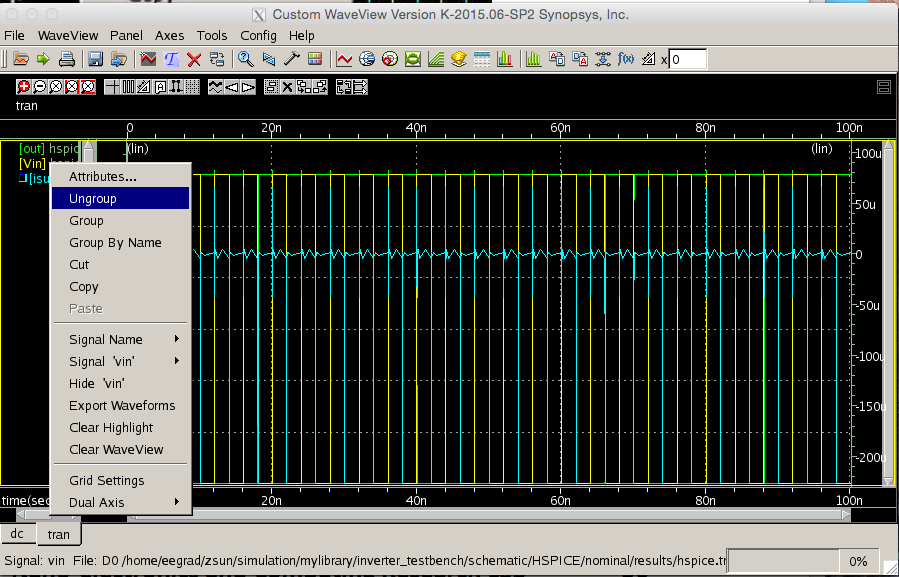 Custom WaveView Version K-2015.06-SP2 Synopsys, Inc.
File WaveView Panel Axes Tools Config Help
x 0
tran
0 20n 40n 60n 80n 100n
[out] hspic (lin) (lin)
[Vin] hspic
[isu
100u
50u
0
-50u
-100u
-150u
-200u
Attributes...
Ungroup
Group
Group By Name
Cut
Copy
Paste
Signal Name
Signal 'vin'
Hide 'vin'
Export Waveforms
Clear Highlight
Clear WaveView
Grid Settings
Dual Axis
time(sec 20n 40n 60n 80n 100n
dc tran
Signal: vin File: D0 /home/eegrad/zsun/simulation/mylibrary/inverter_testbench/schematic/HSPICE/nominal/results/hspice.tr 0%